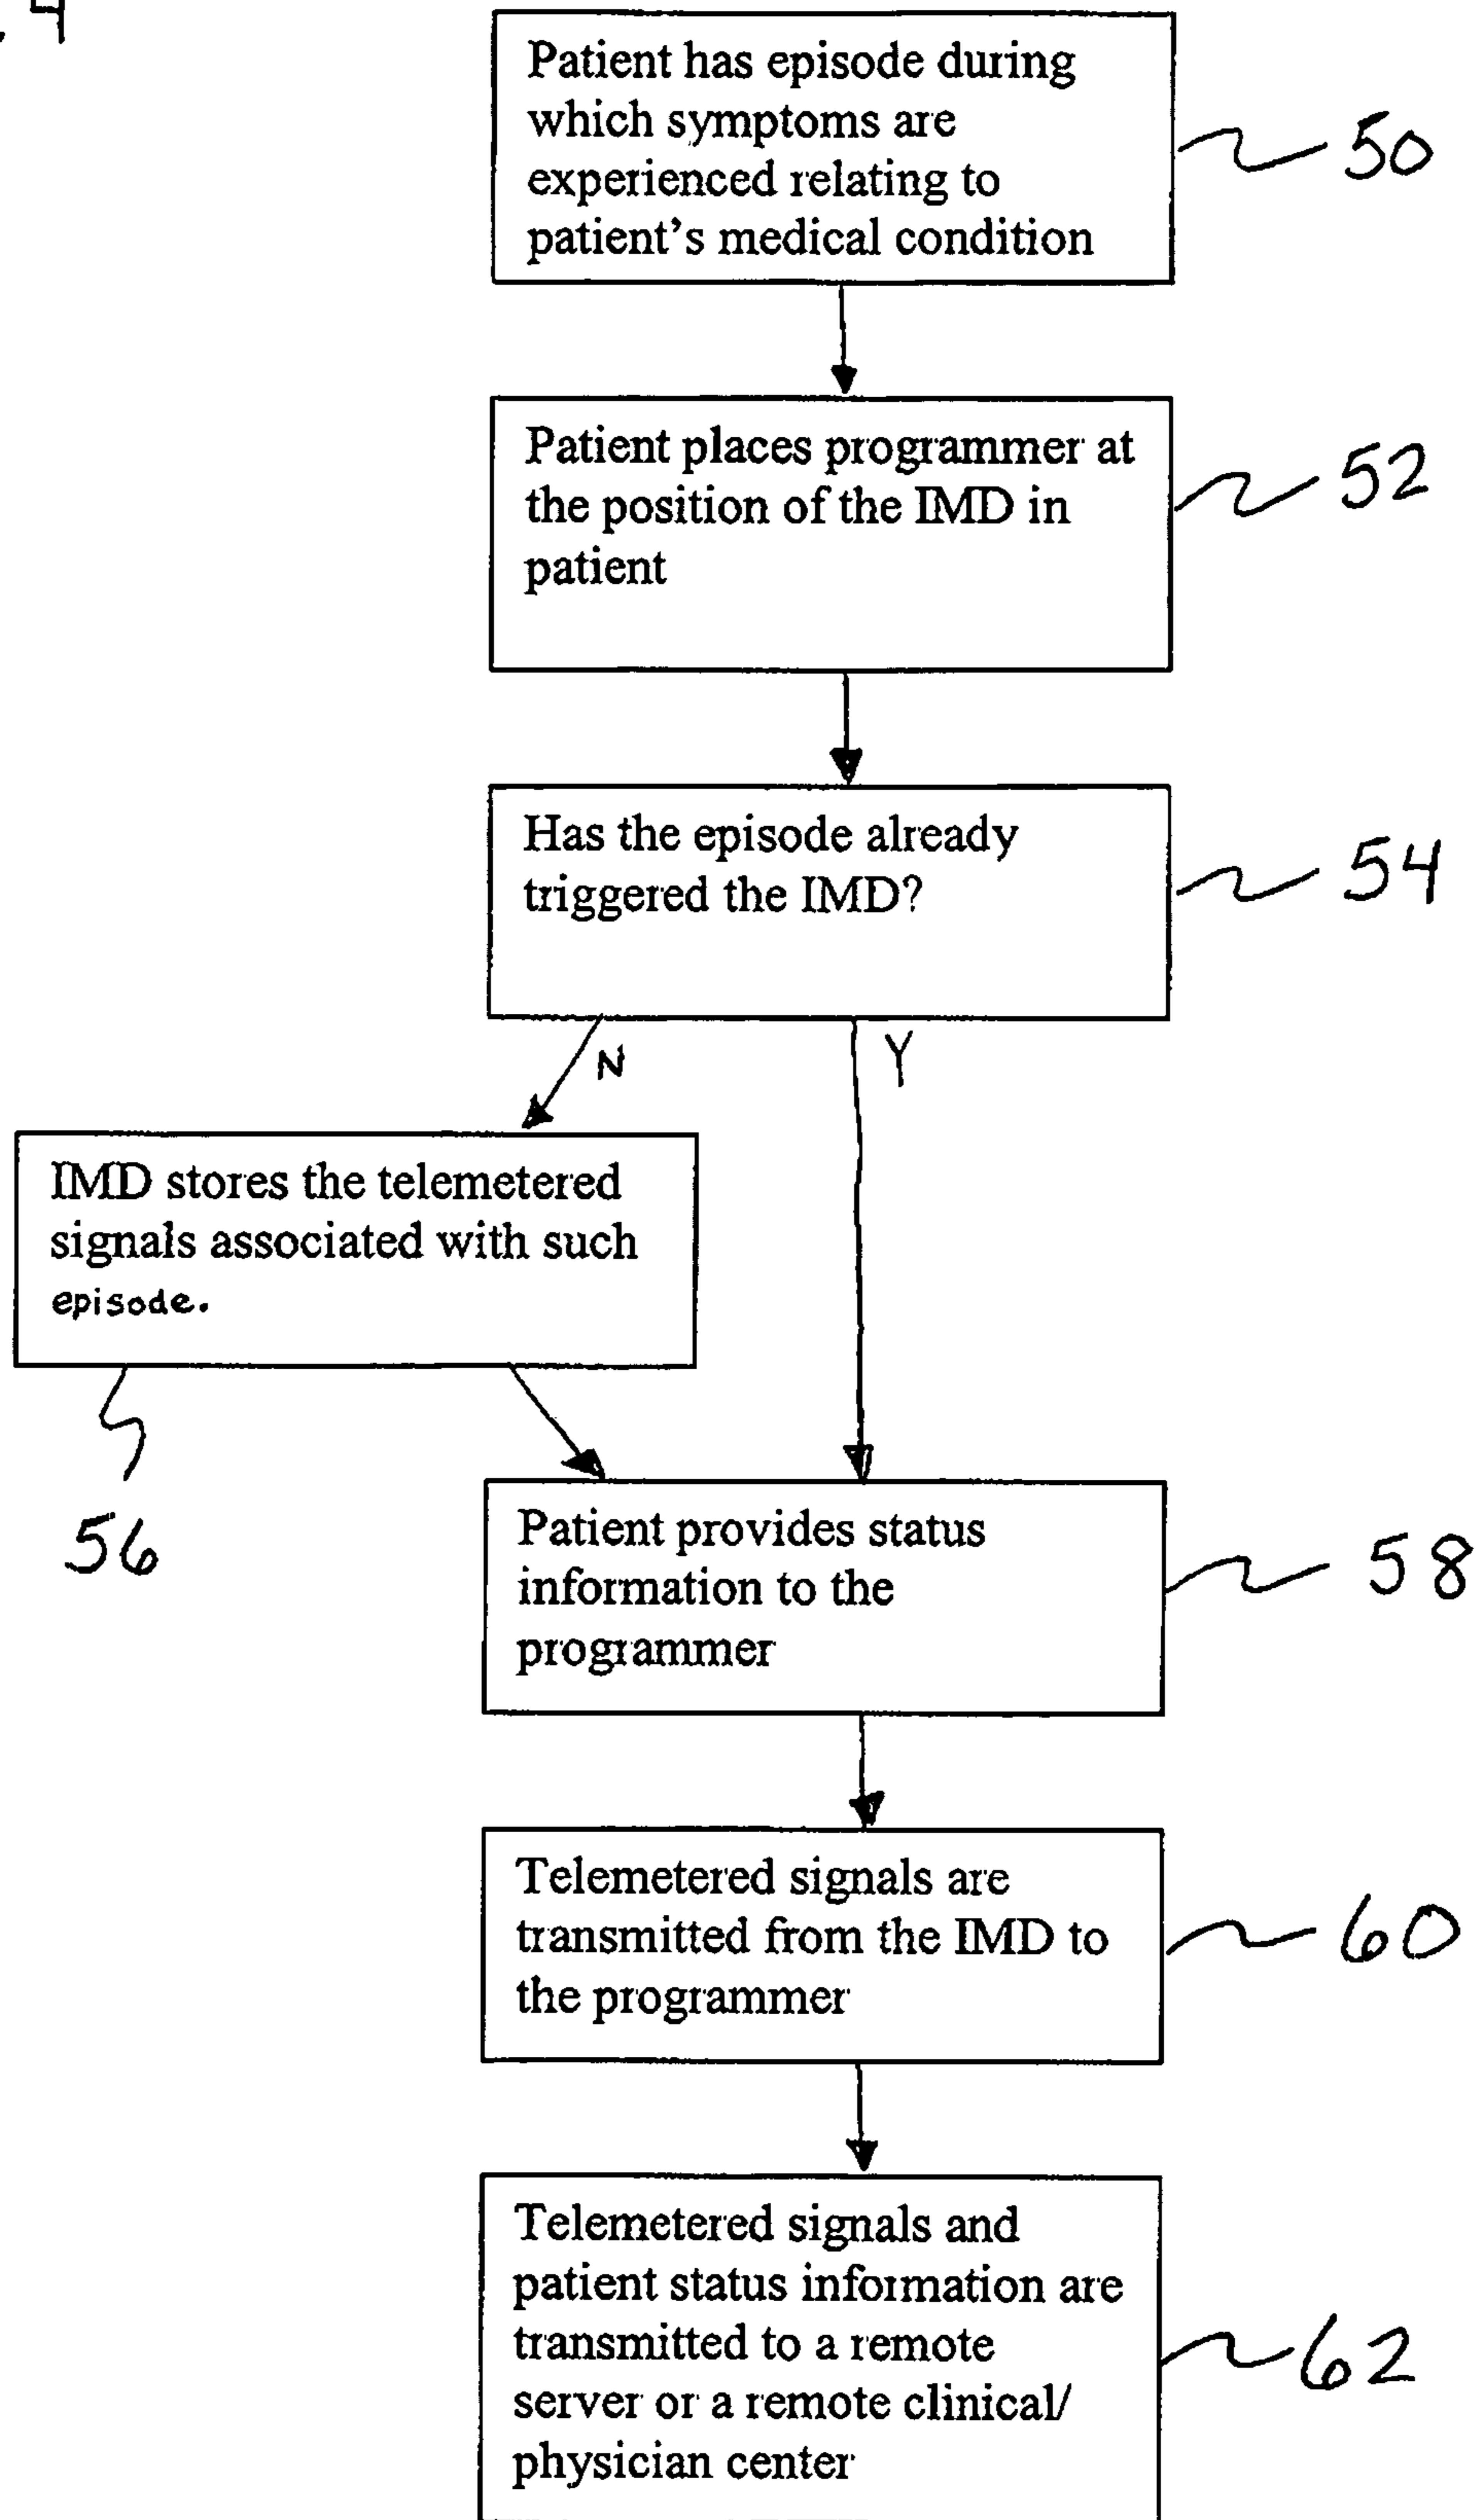 4
Patient has episode during
which symptoms are
experienced relating to
patient's medical condition
50
Patient places programmer at
the position of the IMD in
patient
52
Has the episode already
triggered the IMD?
54
N
Y
IMD stores the telemetered
signals associated with such
episode.
56
Patient provides status
information to the
programmer
58
Telemetered signals are
transmitted from the IMD to
the programmer
60
Telemetered signals and
patient status information are
transmitted to a remote
server or a remote clinical/
physician center
62